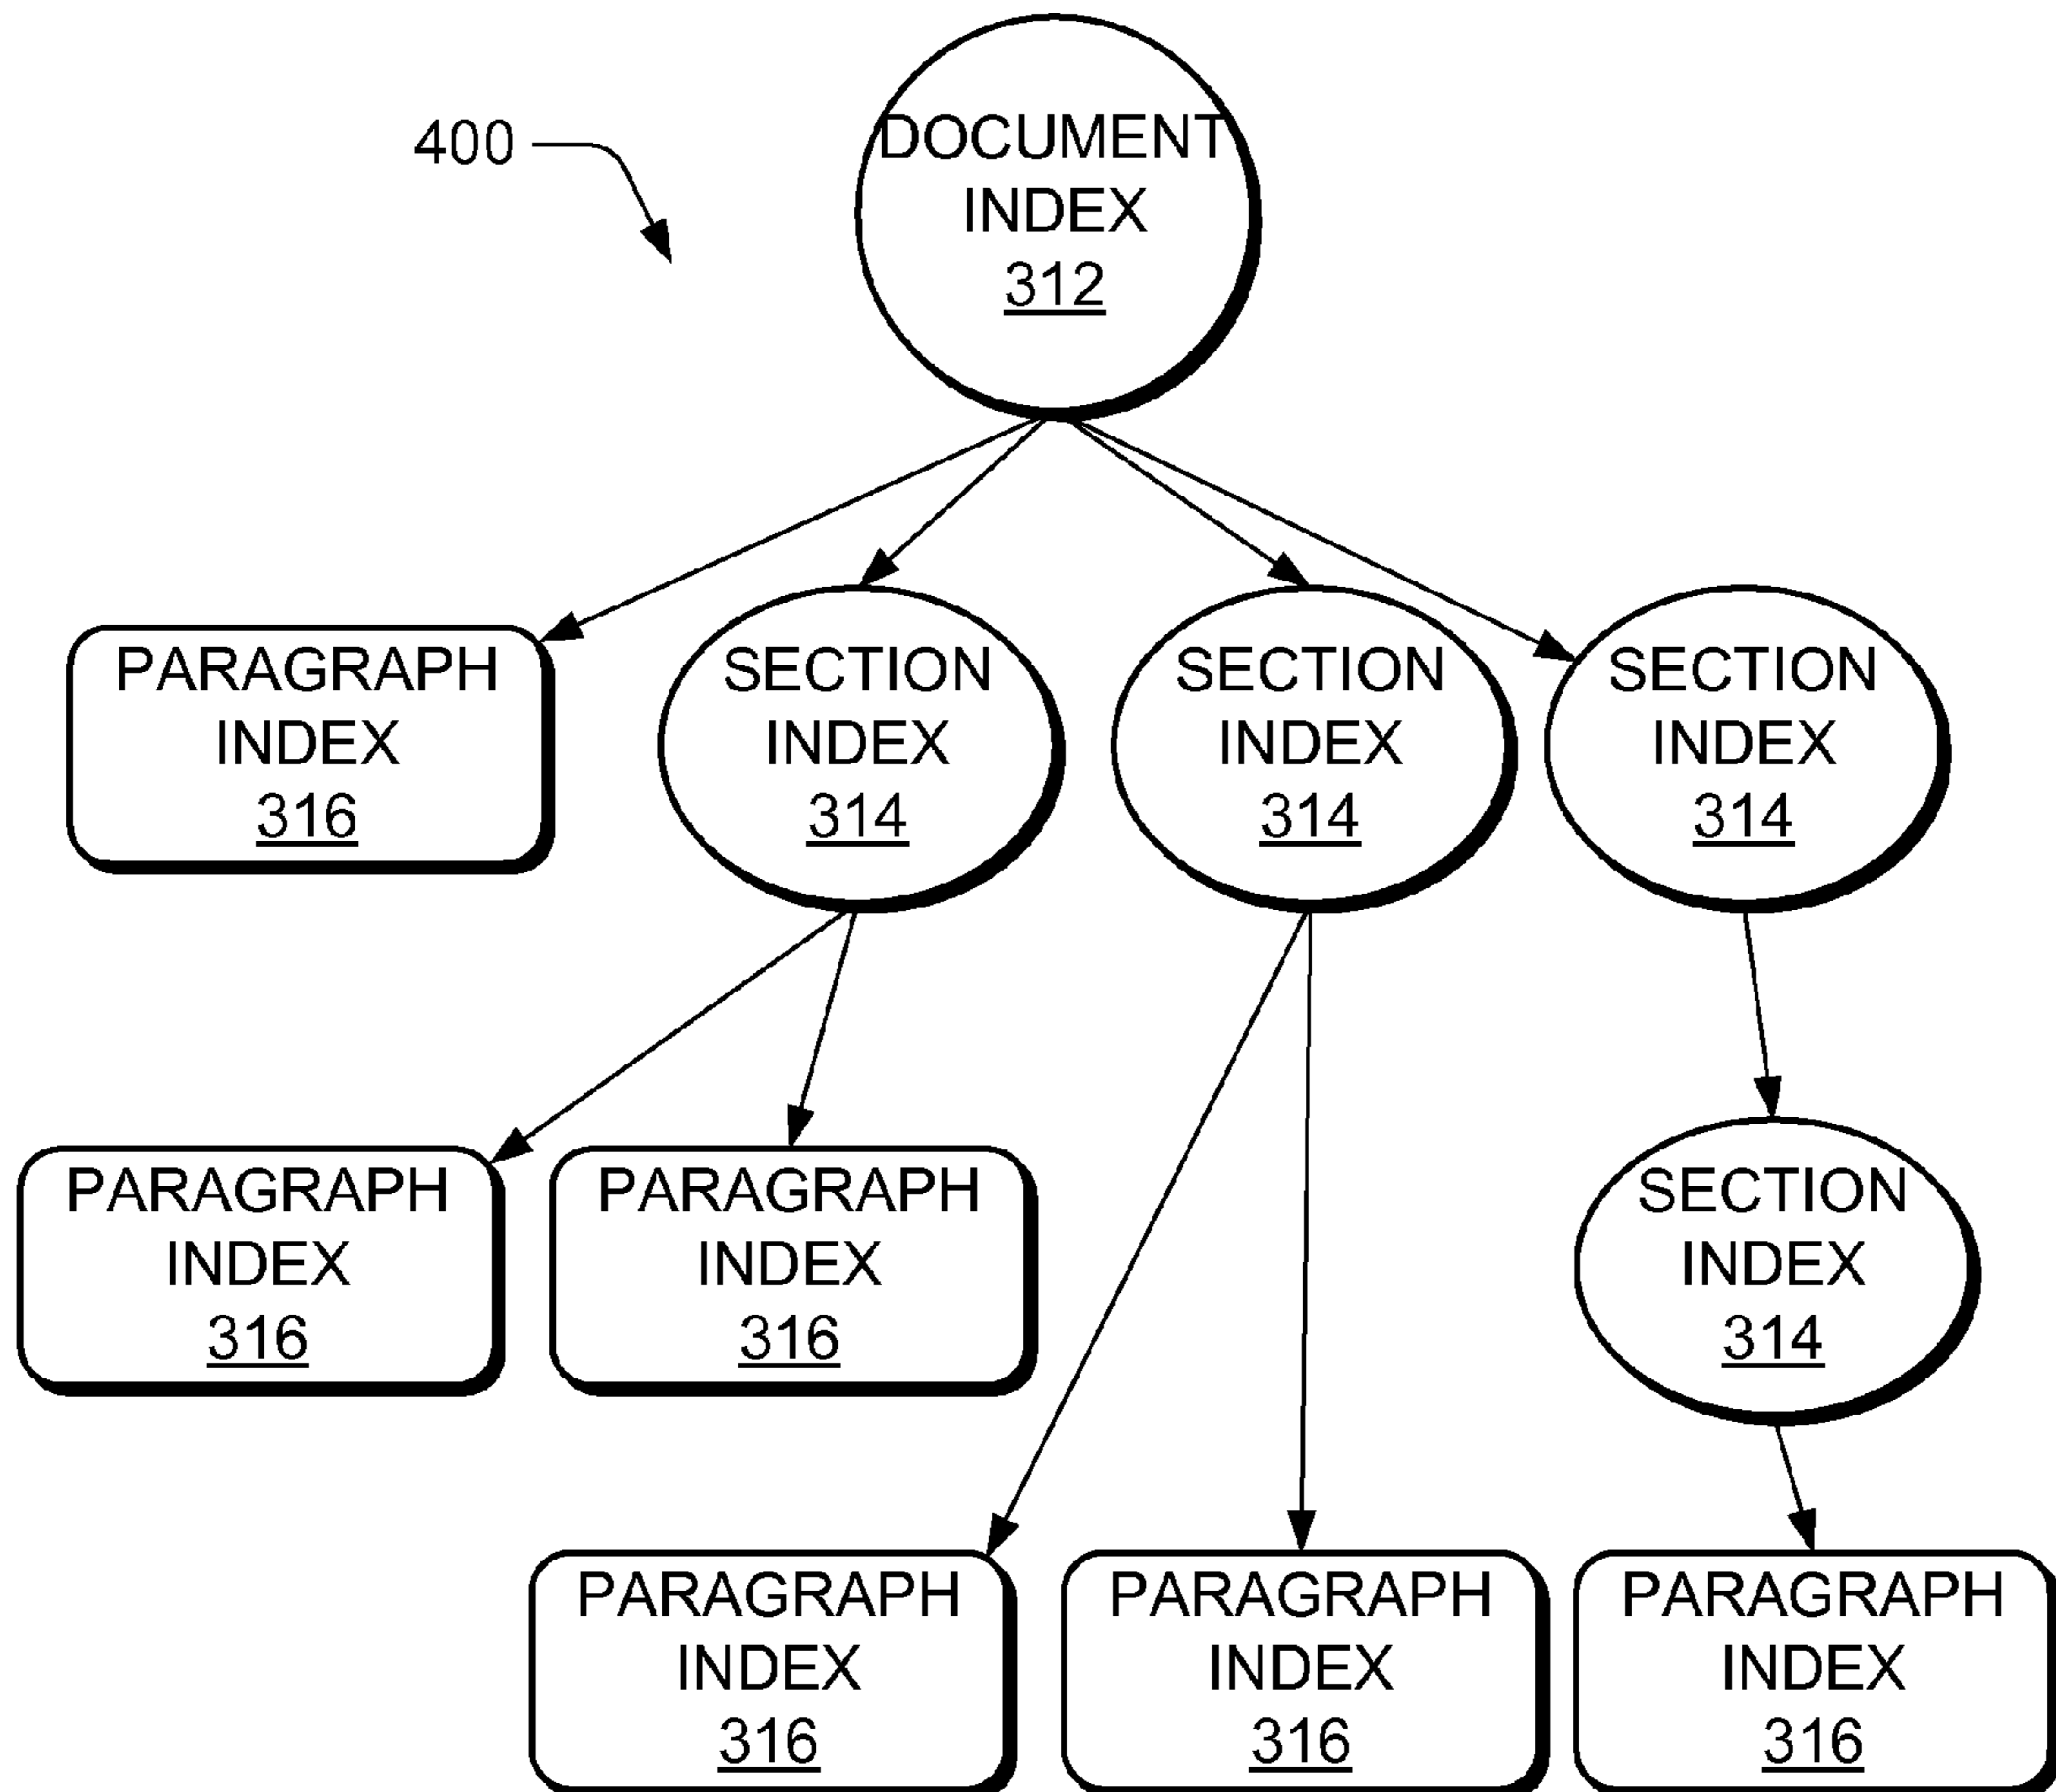 400
DOCUMENT
INDEX
312
PARAGRAPH
INDEX
316
SECTION
INDEX
314
SECTION
INDEX
314
SECTION
INDEX
314
PARAGRAPH
INDEX
316
PARAGRAPH
INDEX
316
SECTION
INDEX
314
PARAGRAPH
INDEX
316
PARAGRAPH
INDEX
316
PARAGRAPH
INDEX
316